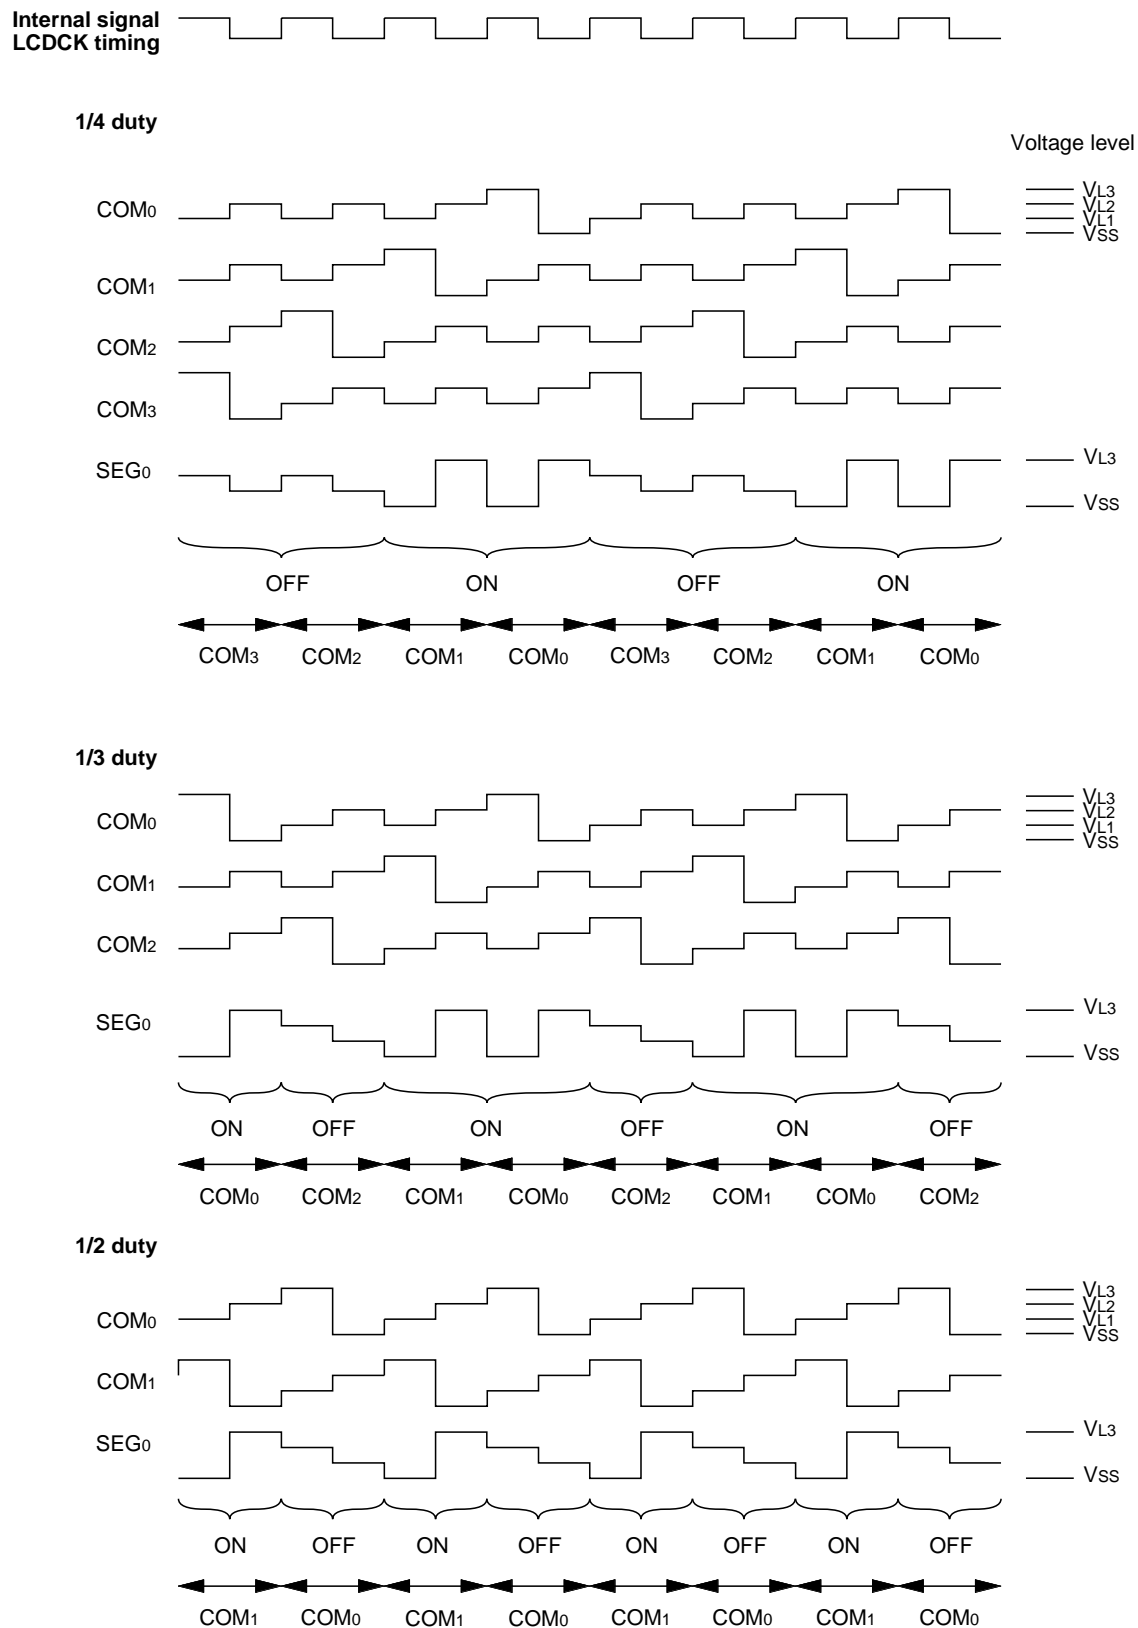 Internal signal
LCDCK timing
1/4 duty
Voltage level
COM0
VL3
VL2
VL1
VSS
COM1
COM2
COM3
SEG0
VL3
VSS
OFF ON OFF ON
COM3 COM2 COM1 COM0 COM3 COM2 COM1 COM0
1/3 duty
COM0
VL3
VL2
VL1
VSS
COM1
COM2
SEG0
VL3
VSS
ON OFF ON OFF ON OFF
COM0 COM2 COM1 COM0 COM2 COM1 COM0 COM2
1/2 duty
COM0
VL3
VL2
VL1
VSS
COM1
SEG0
VL3
VSS
ON OFF ON OFF ON OFF ON OFF
COM1 COM0 COM1 COM0 COM1 COM0 COM1 COM0